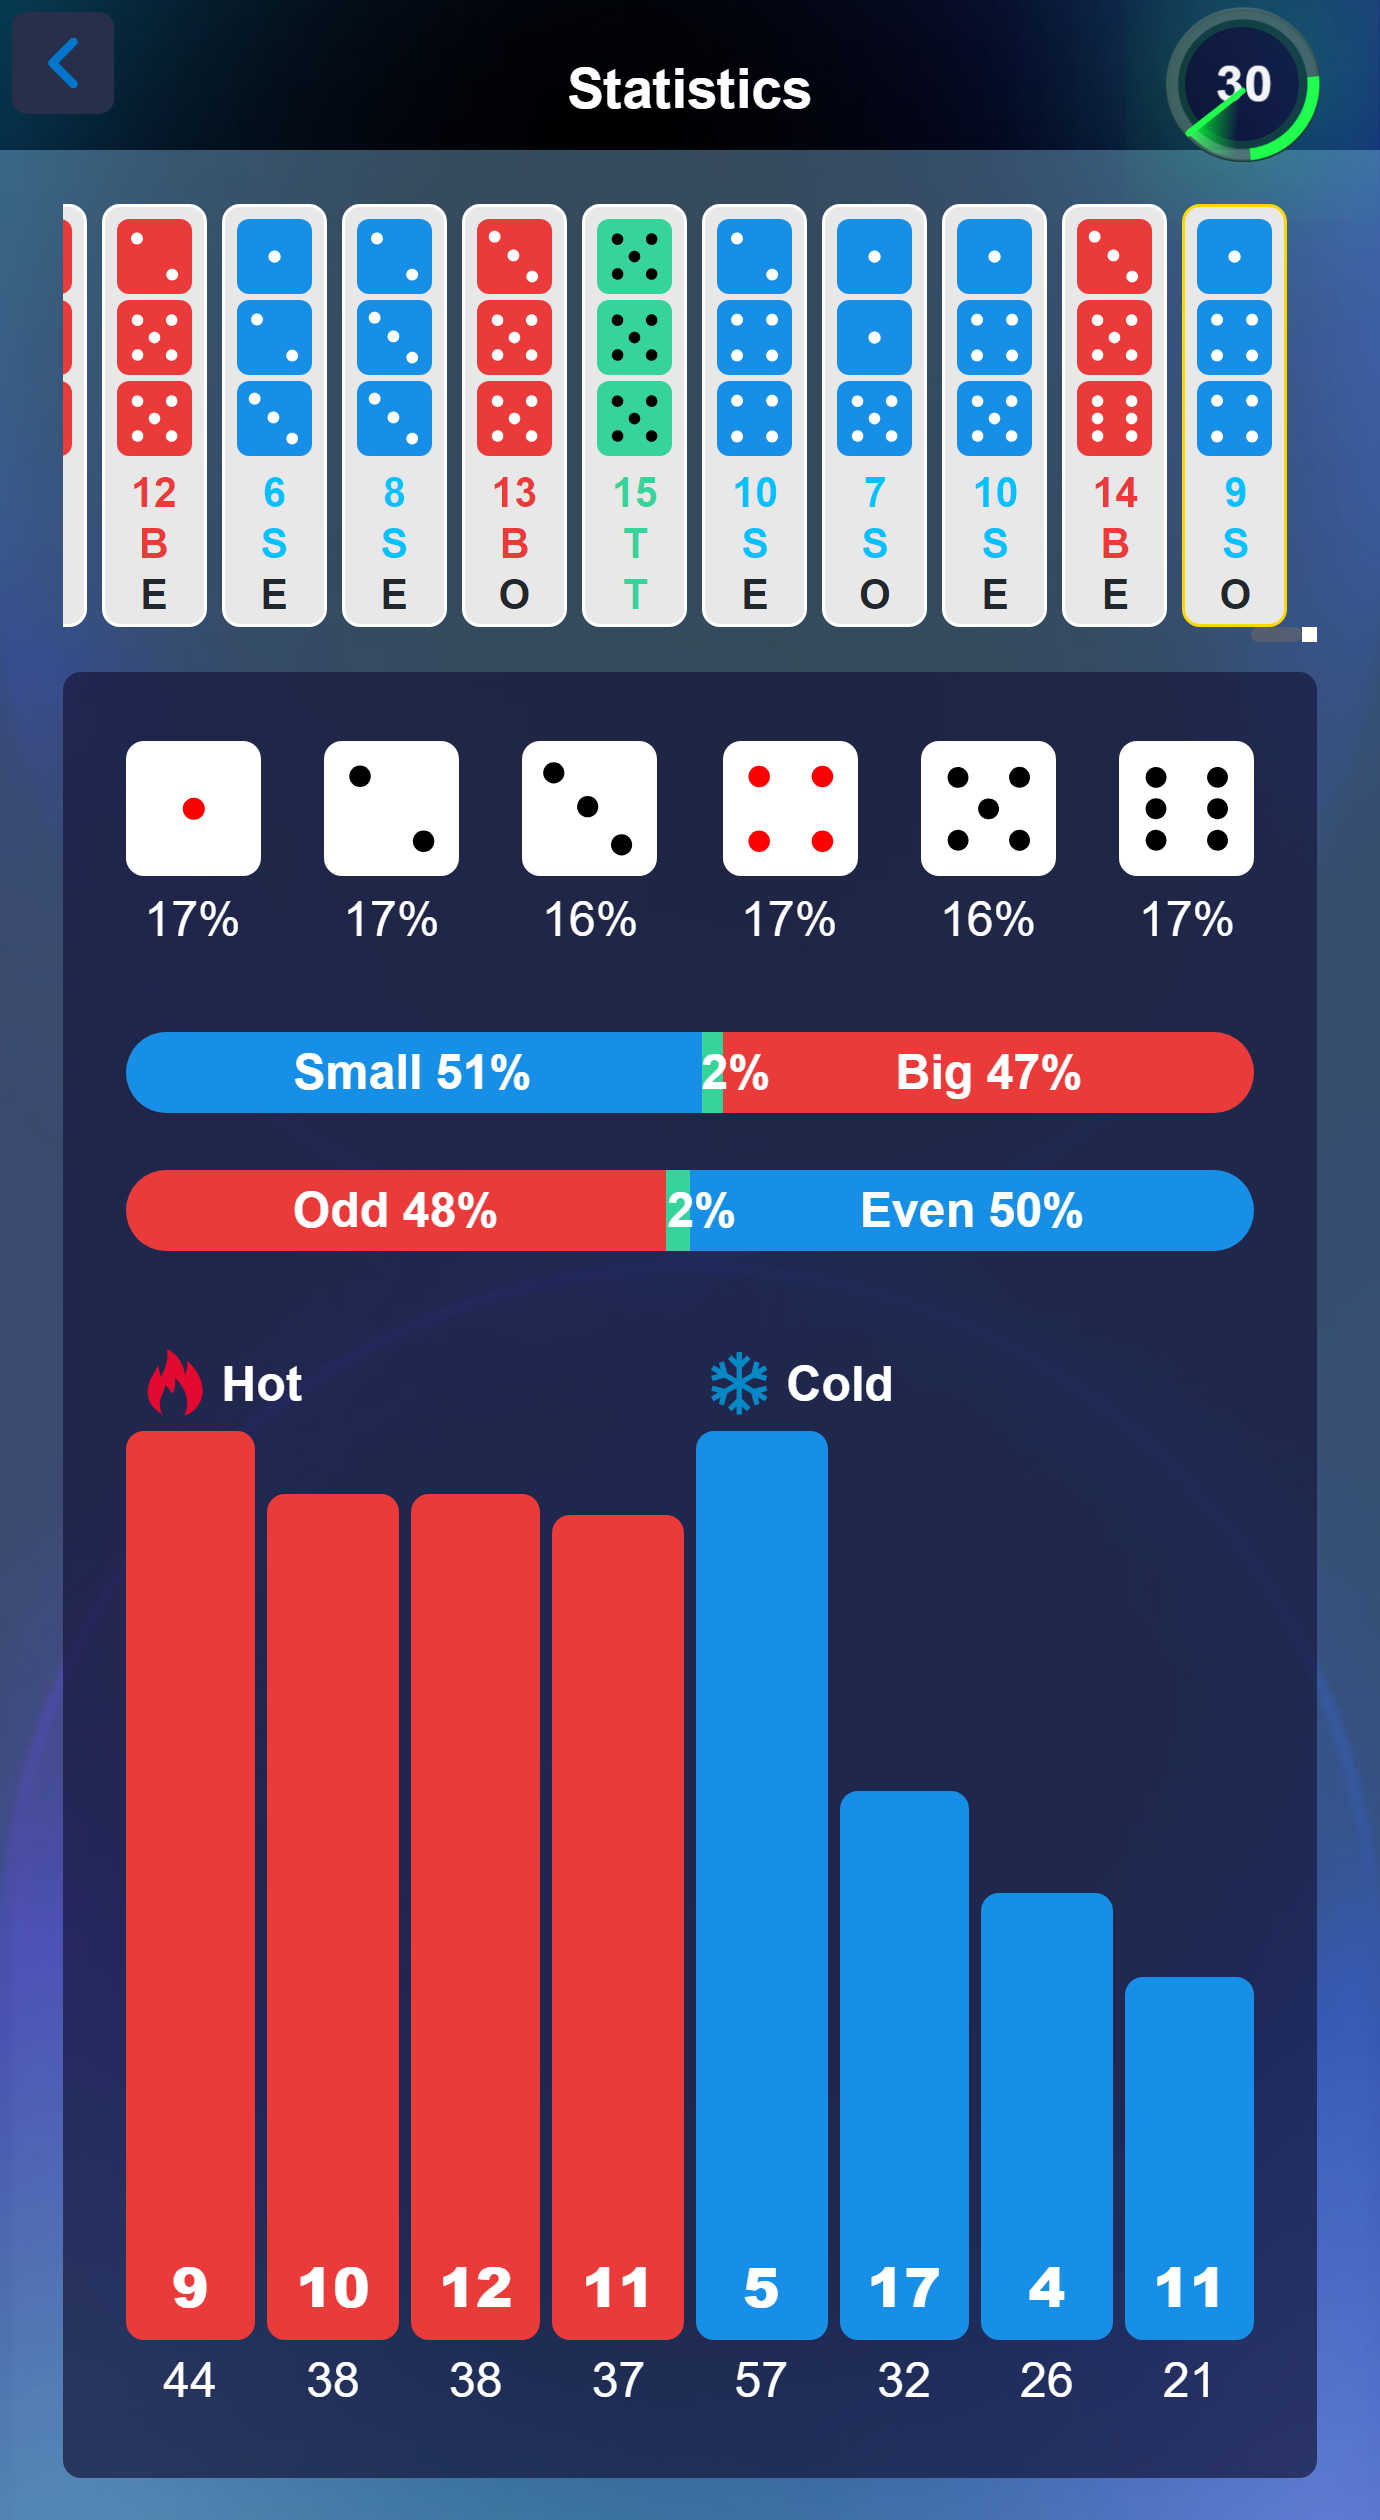 Statistics
30
12 6 8 13 15 10 7 10 14 9
B S S B T S S S B S
E E E O T E O E E O
17% 17% 16% 17% 16% 17%
Small 51% 2% Big 47%
Odd 48% 2% Even 50%
Hot Cold
9 10 12 11 5 17 4 11
44 38 38 37 57 32 26 21